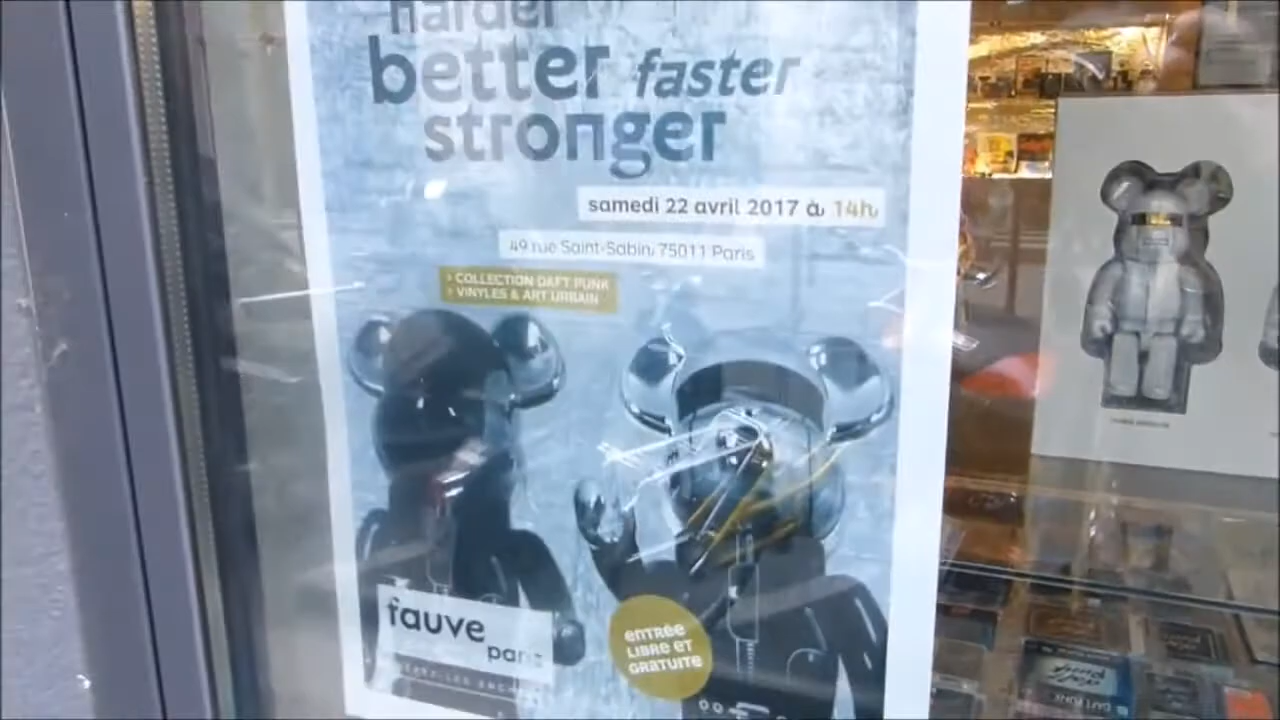 harder
better faster
stronger
samedi 22 avril 2017 à 14h
49 rue Saint-Sabin, 75011 Paris
> COLLECTION DAFT PUNK
> VINYLES & ART URBAIN
fauve
paris
ENTRÉE
LIBRE ET
GRATUITE